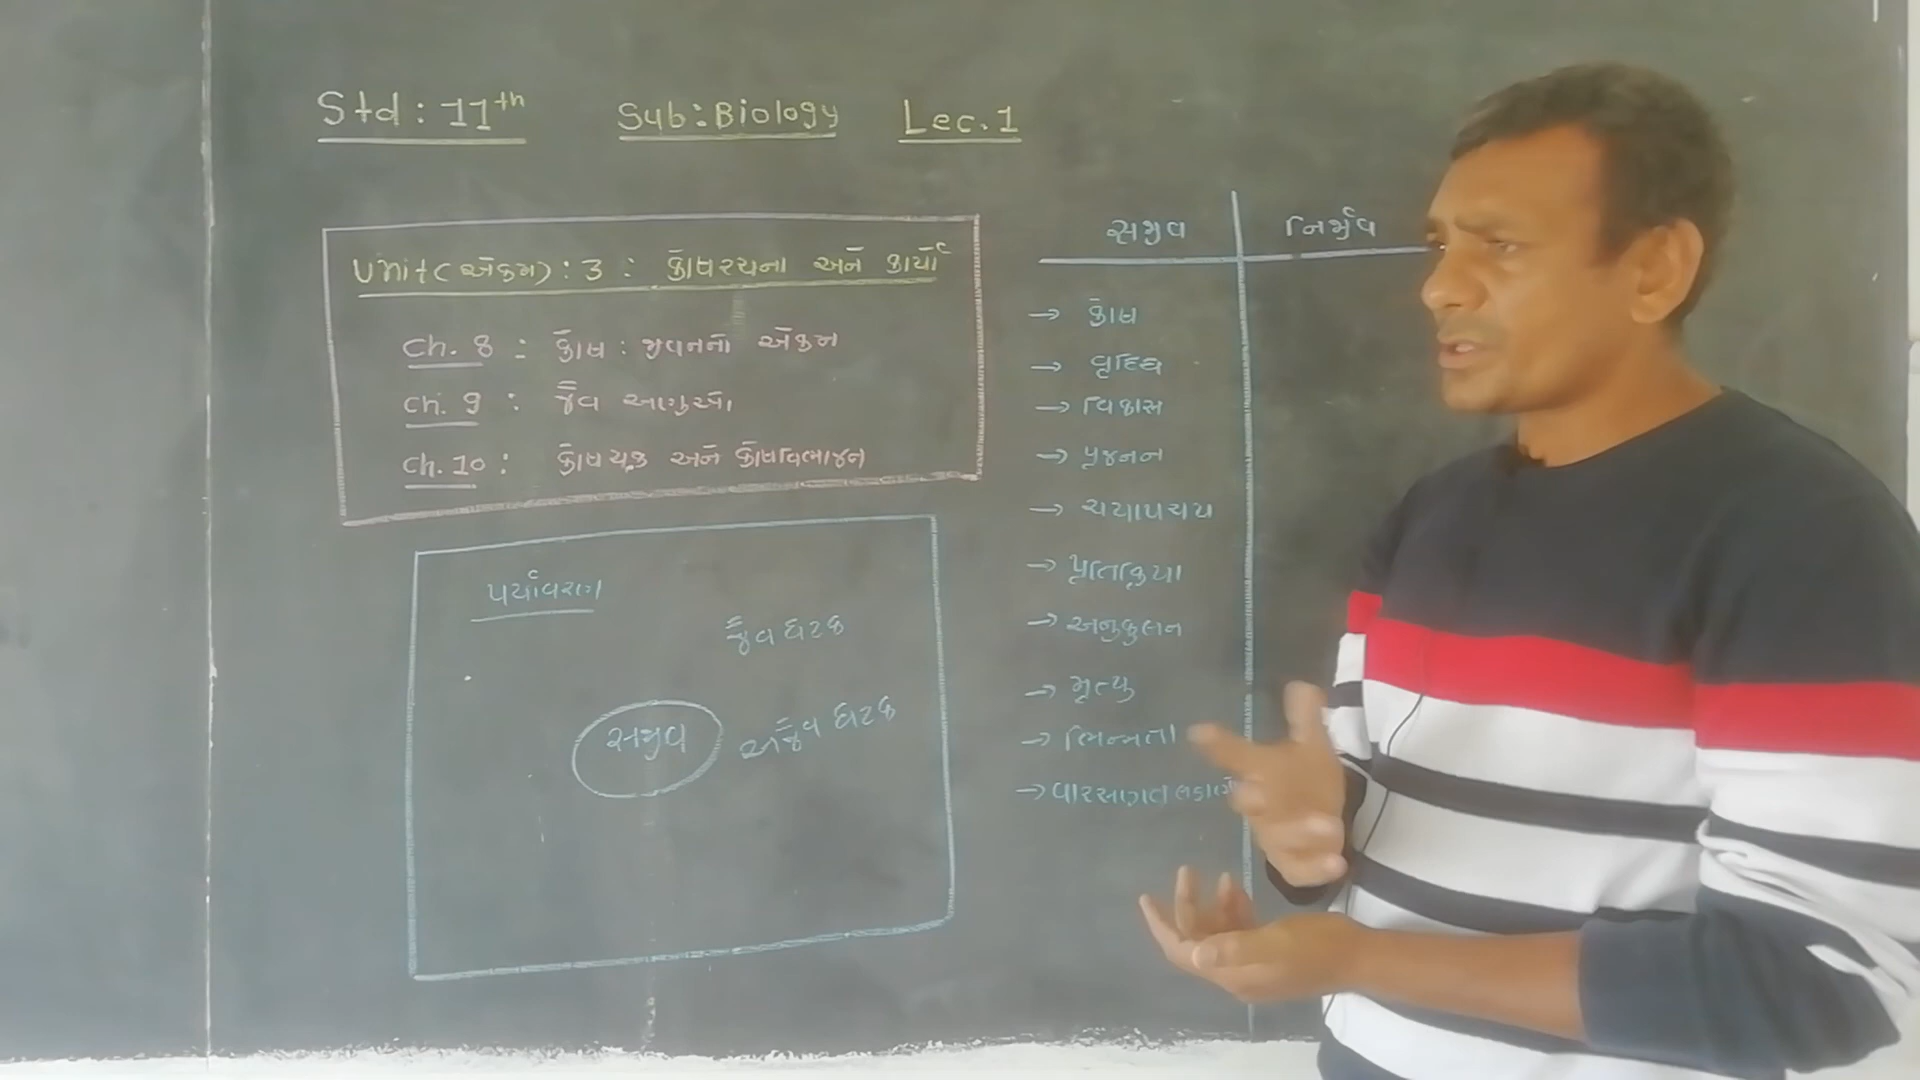 Std : 11th Sub : Biology Lec. 1
Unit (એકમ) : 3 : કોષરચના અને કાર્યો
Ch. 8 : કોષ : જીવનનો એકમ
Ch. 9 : જૈવ અણુઓ
Ch. 10 : કોષચક્ર અને કોષવિભાજન
પર્યાવરણ
જૈવ ઘટક
સજીવ
અજૈવ ઘટક
સજીવ નિર્જીવ
→ કોષ
→ વૃદ્ધિ
→ વિકાસ
→ પ્રજનન
→ ચયાપચય
→ પ્રતિક્રિયા
→ અનુકુલન
→ મૃત્યુ
→ ભિન્નતા
→ વારસાગત લક્ષણો